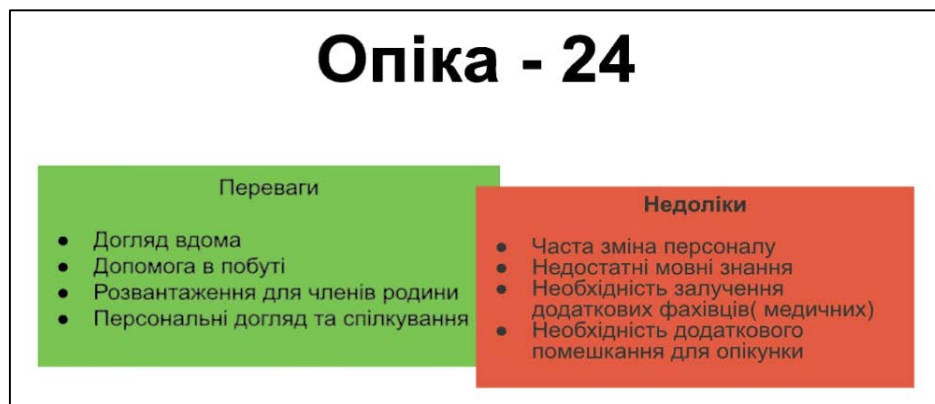 Опіка - 24
Переваги
● Догляд вдома
● Допомога в побуті
● Розвантаження для членів родини
● Персональні догляд та спілкування
Недоліки
● Часта зміна персоналу
● Недостатні мовні знання
● Необхідність залучення
додаткових фахівців( медичних)
● Необхідність додаткового
помешкання для опікунки